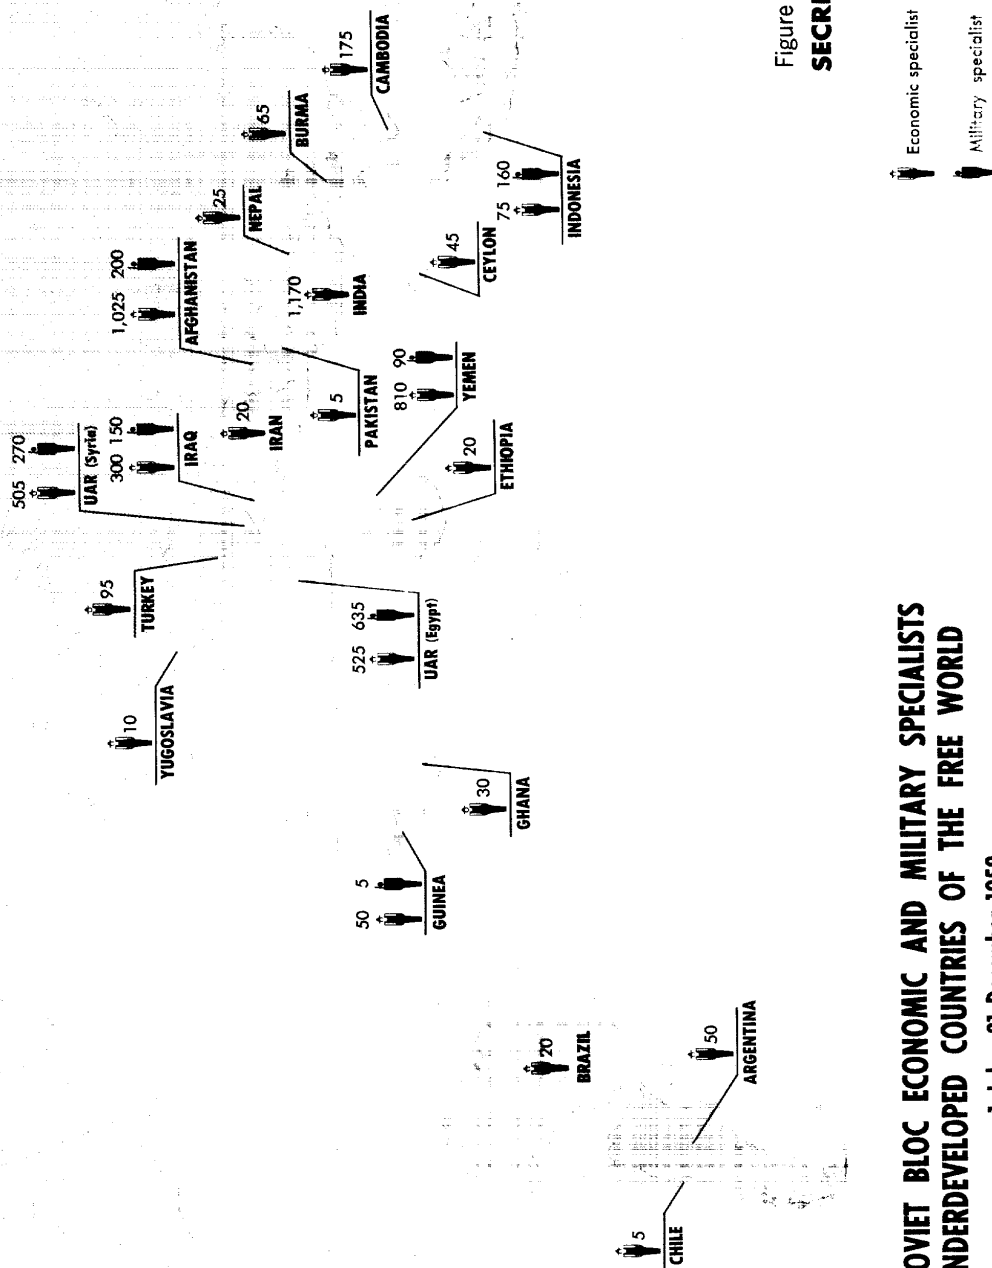 505 270
UAR (Syria)
95
TURKEY
10
YUGOSLAVIA
300 150
IRAQ
1,025 200
AFGHANISTAN
20
IRAN
25
NEPAL
65
BURMA
175
CAMBODIA
1,170
INDIA
5
PAKISTAN
525 635
UAR (Egypt)
50 5
GUINEA
810 90
YEMEN
45
CEYLON
20
ETHIOPIA
30
GHANA
75 160
INDONESIA
20
BRAZIL
5
CHILE
50
ARGENTINA
Figure
SECR
Economic specialist
Military specialist
OVIET BLOC ECONOMIC AND MILITARY SPECIALISTS
NDERDEVELOPED COUNTRIES OF THE FREE WORLD